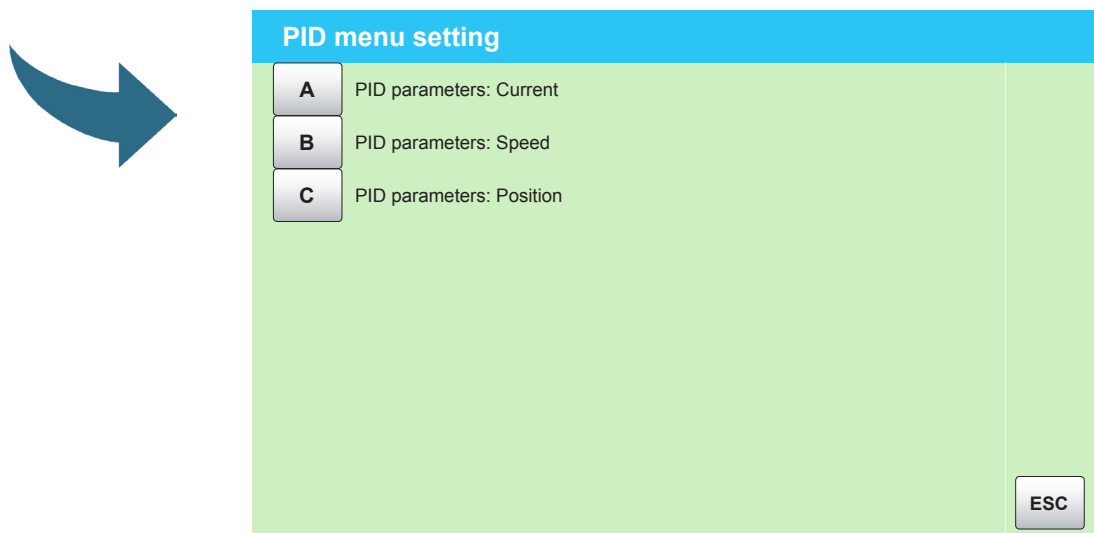 PID menu setting
A PID parameters: Current
B PID parameters: Speed
C PID parameters: Position
ESC